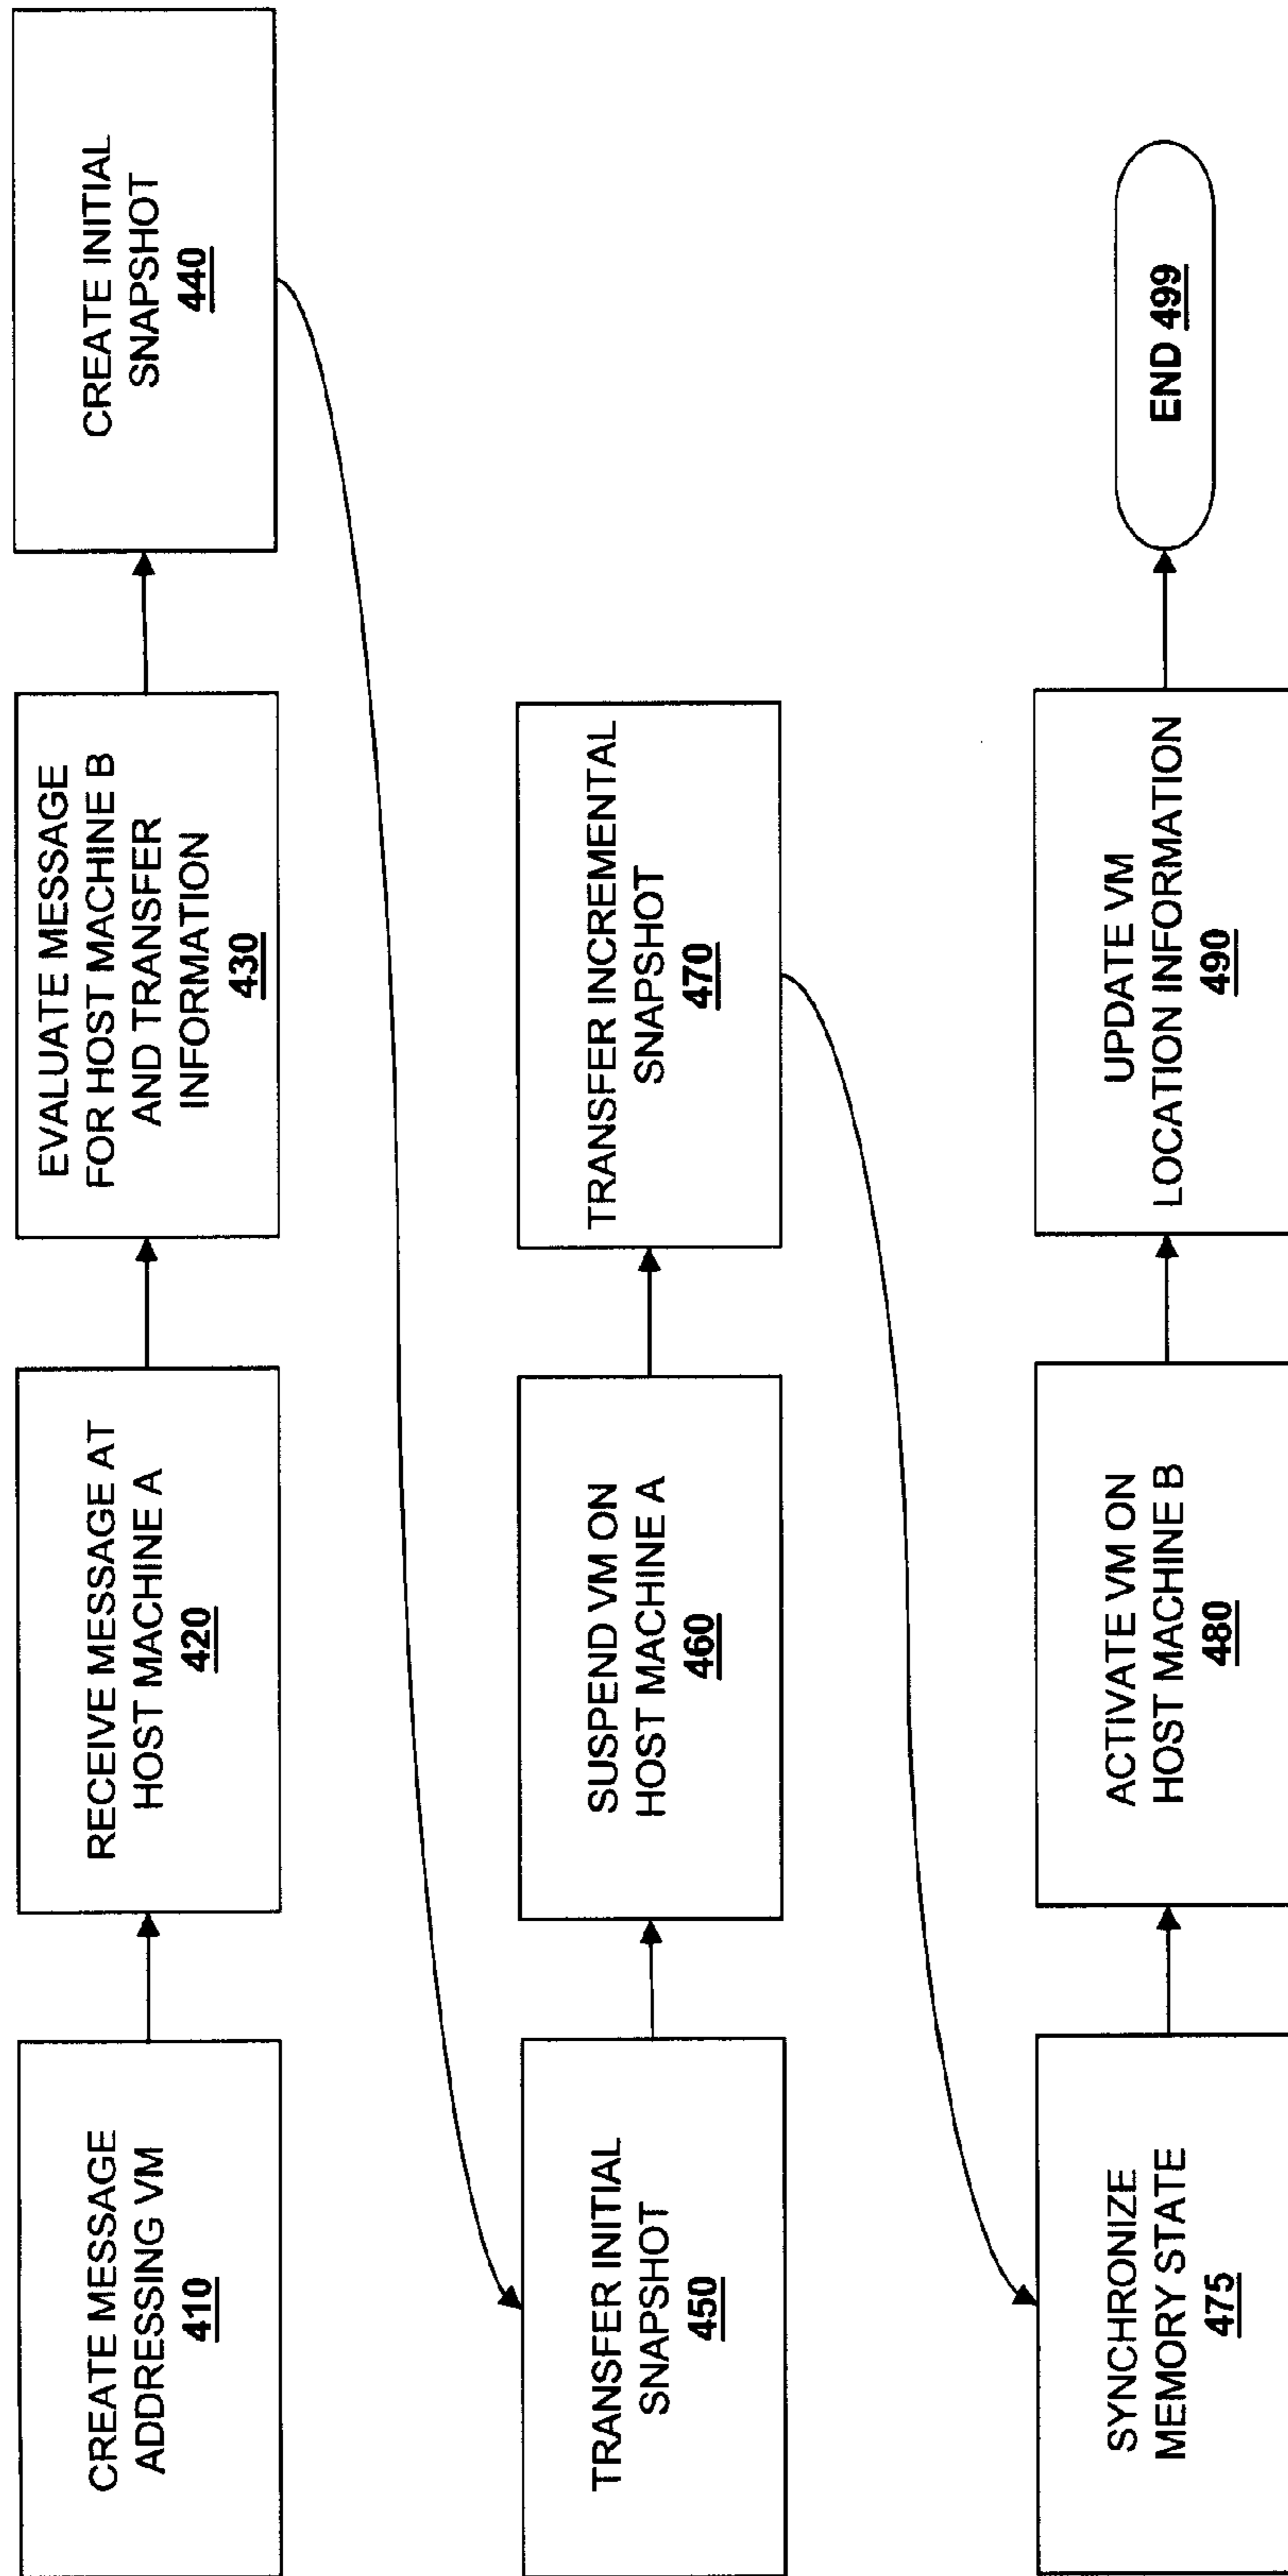 CREATE MESSAGE
ADDRESSING VM
410
RECEIVE MESSAGE AT
HOST MACHINE A
420
EVALUATE MESSAGE
FOR HOST MACHINE B
AND TRANSFER
INFORMATION
430
CREATE INITIAL
SNAPSHOT
440
TRANSFER INITIAL
SNAPSHOT
450
SUSPEND VM ON
HOST MACHINE A
460
TRANSFER INCREMENTAL
SNAPSHOT
470
SYNCHRONIZE
MEMORY STATE
475
ACTIVATE VM ON
HOST MACHINE B
480
UPDATE VM
LOCATION INFORMATION
490
END 499